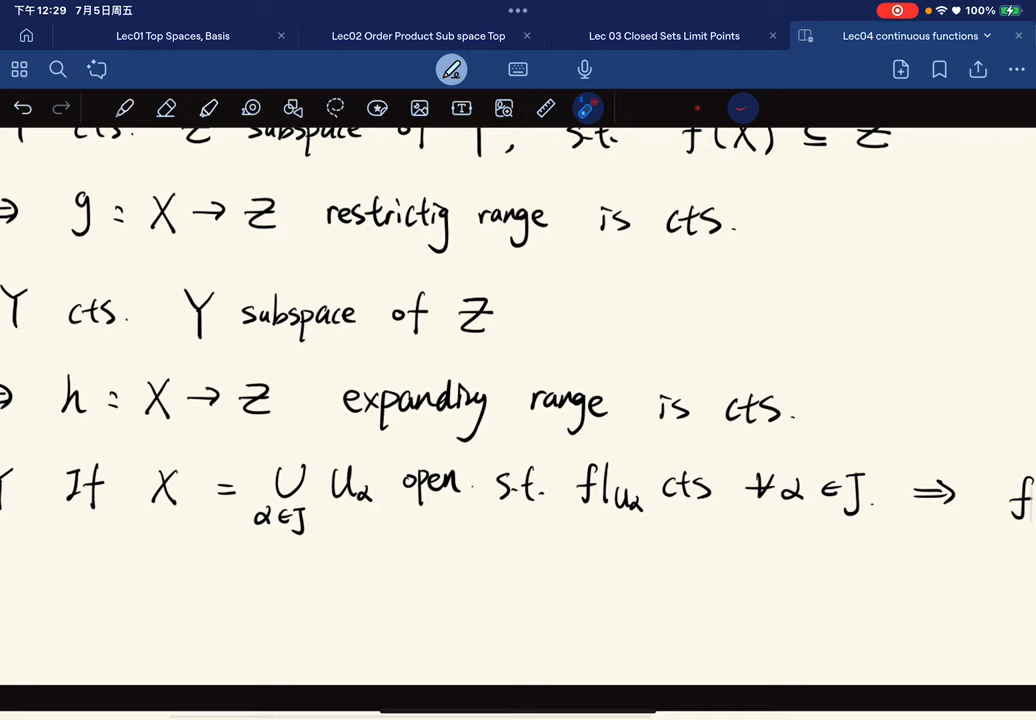 下午12:29 7月5日周五
100%
Lec01 Top Spaces, Basis
Lec02 Order Product Sub space Top
Lec 03 Closed Sets Limit Points
Lec04 continuous functions
Y cts. Z subspace of Y, s.t. f(X) ⊆ Z
⇒ g : X → Z restrictig range is cts.
Y cts. Y subspace of Z
⇒ h : X → Z expanding range is cts.
Y If X = ∪ Uα open. s.t. f|Uα cts ∀α ∈ J. ⇒ f
α∈J